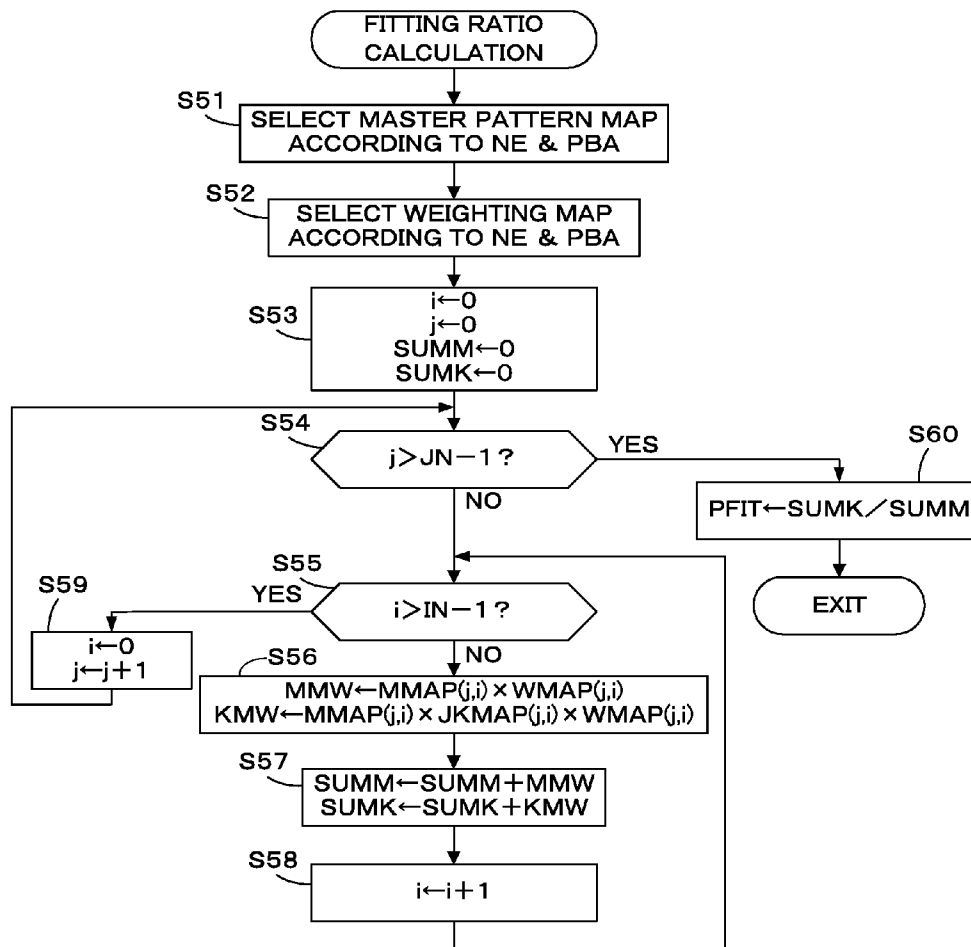 FITTING RATIO
CALCULATION
S51
SELECT MASTER PATTERN MAP
ACCORDING TO NE & PBA
S52
SELECT WEIGHTING MAP
ACCORDING TO NE & PBA
S53
i←0
j←0
SUMM←0
SUMK←0
S54
j>JN−1?
YES
NO
S60
PFIT←SUMK／SUMM
EXIT
S55
i>IN−1?
YES
NO
S59
i←0
j←j+1
S56
MMW←MMAP(j,i)×WMAP(j,i)
KMW←MMAP(j,i)×JKMAP(j,i)×WMAP(j,i)
S57
SUMM←SUMM+MMW
SUMK←SUMK+KMW
S58
i←i+1